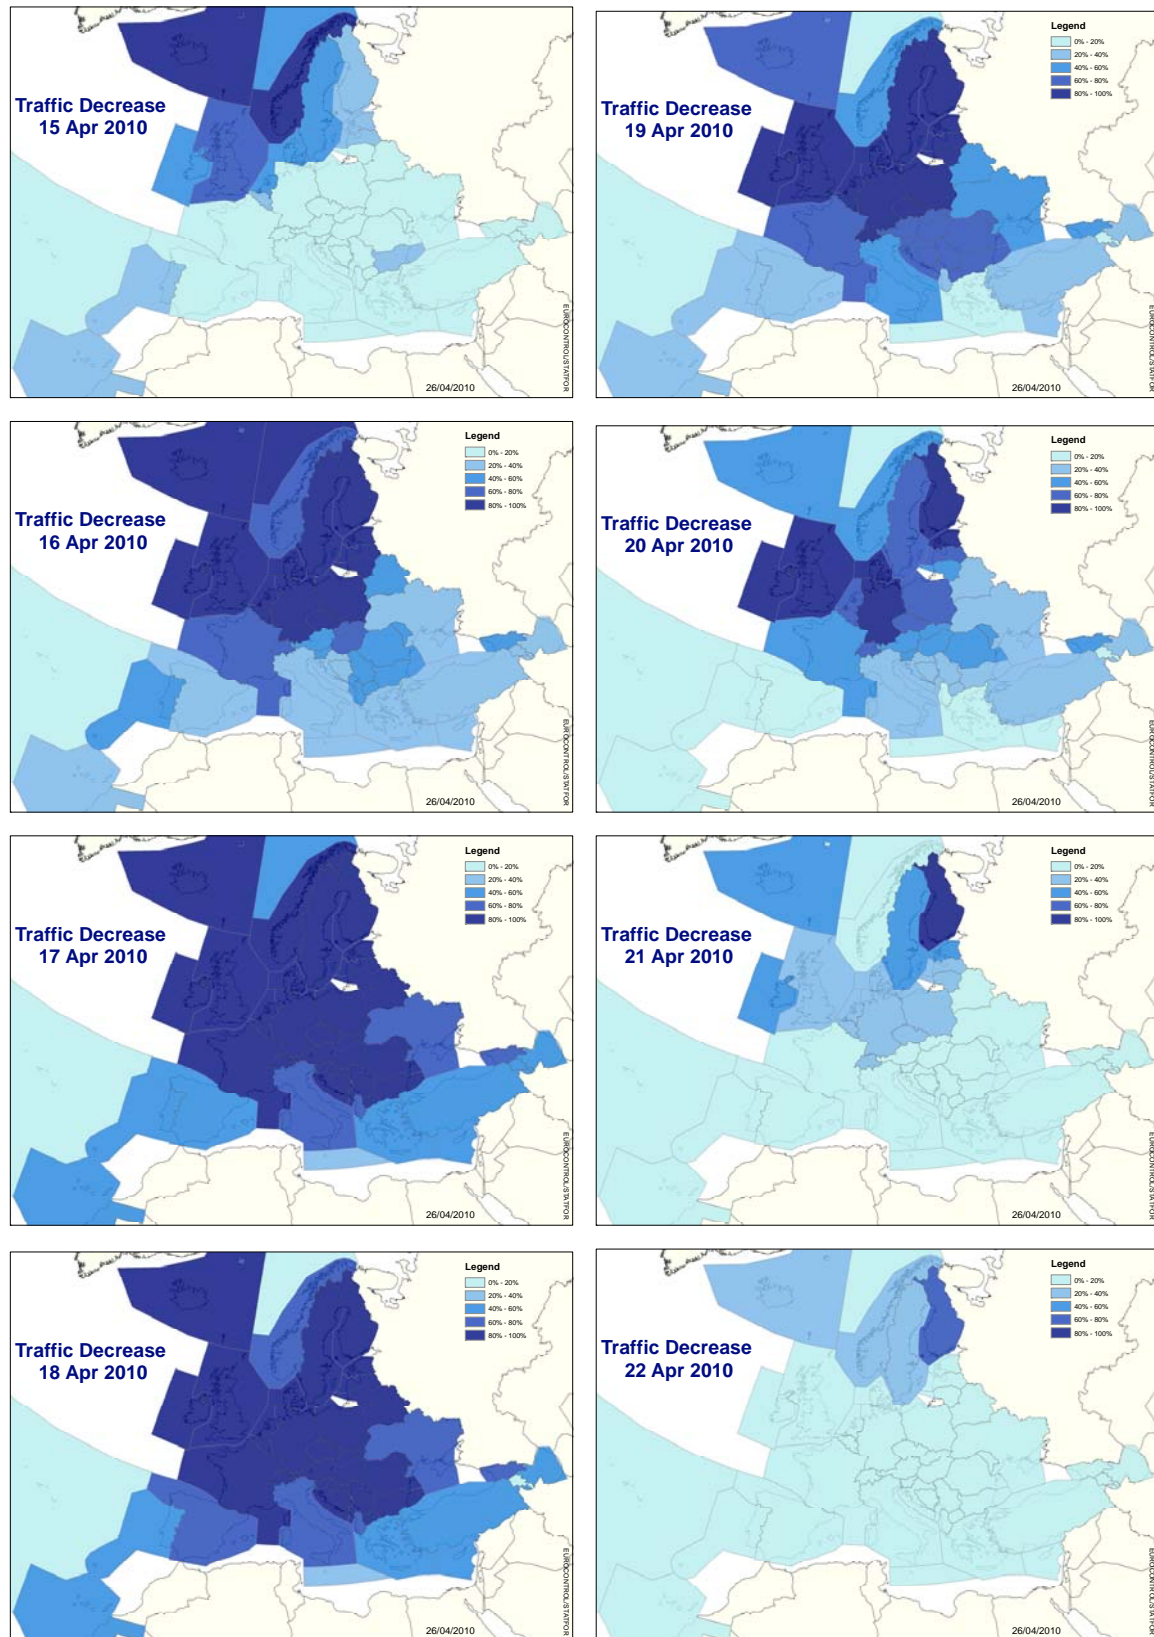 Traffic Decrease
15 Apr 2010
EUROCONTROL/STATFOR
26/04/2010
Legend
0% - 20%
20% - 40%
40% - 60%
60% - 80%
80% - 100%
Traffic Decrease
19 Apr 2010
EUROCONTROL/STATFOR
26/04/2010
Legend
0% - 20%
20% - 40%
40% - 60%
60% - 80%
80% - 100%
Traffic Decrease
16 Apr 2010
EUROCONTROL/STATFOR
26/04/2010
Legend
0% - 20%
20% - 40%
40% - 60%
60% - 80%
80% - 100%
Traffic Decrease
20 Apr 2010
EUROCONTROL/STATFOR
26/04/2010
Legend
0% - 20%
20% - 40%
40% - 60%
60% - 80%
80% - 100%
Traffic Decrease
17 Apr 2010
EUROCONTROL/STATFOR
26/04/2010
Legend
0% - 20%
20% - 40%
40% - 60%
60% - 80%
80% - 100%
Traffic Decrease
21 Apr 2010
EUROCONTROL/STATFOR
26/04/2010
Legend
0% - 20%
20% - 40%
40% - 60%
60% - 80%
80% - 100%
Traffic Decrease
18 Apr 2010
EUROCONTROL/STATFOR
26/04/2010
Legend
0% - 20%
20% - 40%
40% - 60%
60% - 80%
80% - 100%
Traffic Decrease
22 Apr 2010
EUROCONTROL/STATFOR
26/04/2010